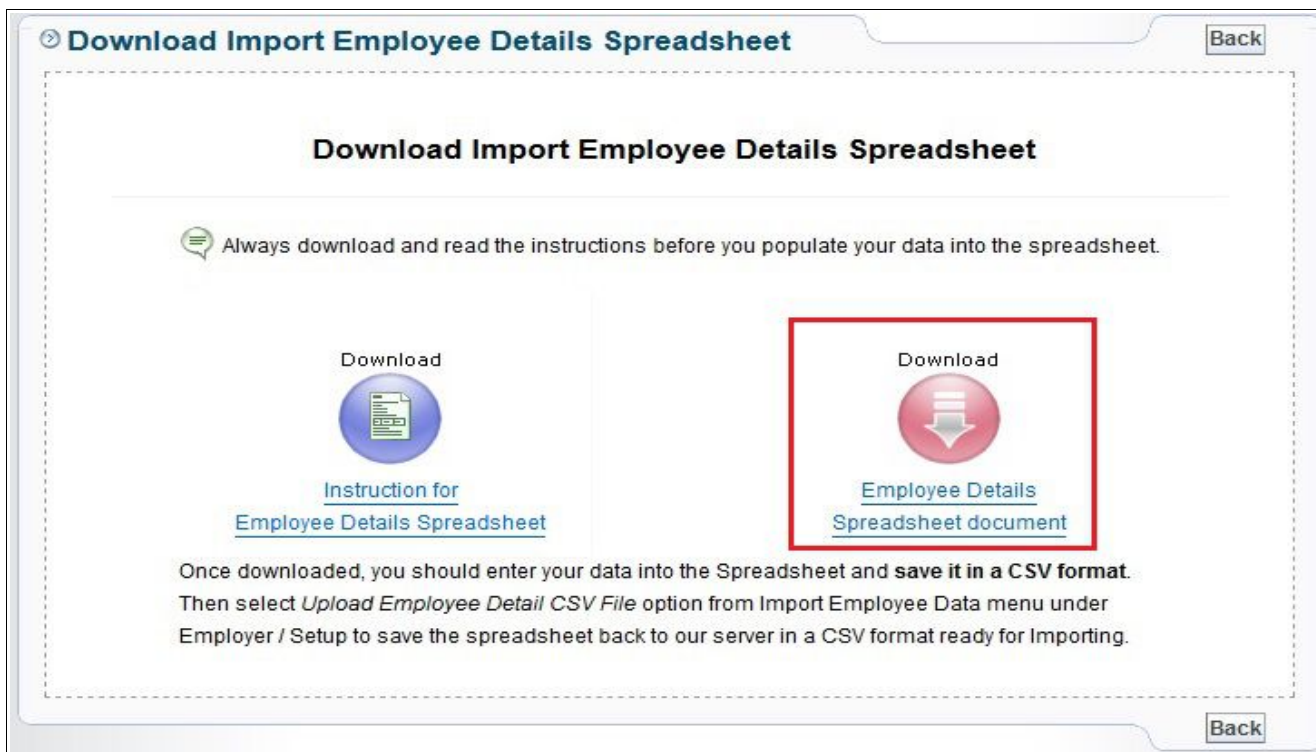 Download Import Employee Details Spreadsheet
Back
Download Import Employee Details Spreadsheet
Always download and read the instructions before you populate your data into the spreadsheet.
Download
Instruction for
Employee Details Spreadsheet
Download
Employee Details
Spreadsheet document
Once downloaded, you should enter your data into the Spreadsheet and save it in a CSV format.
Then select Upload Employee Detail CSV File option from Import Employee Data menu under
Employer / Setup to save the spreadsheet back to our server in a CSV format ready for Importing.
Back